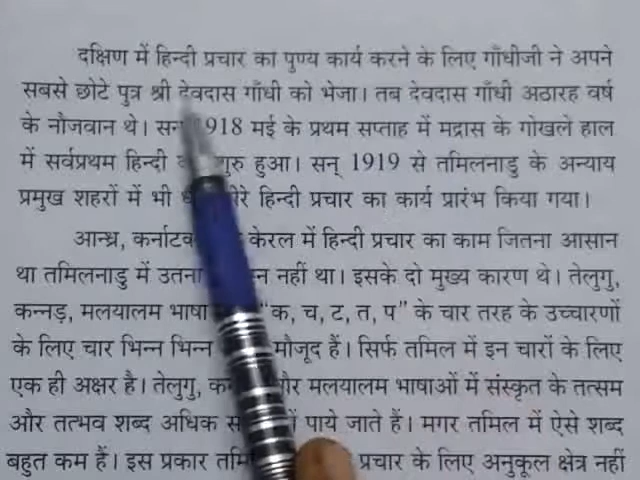 दक्षिण में हिन्दी प्रचार का पुण्य कार्य करने के लिए गाँधीजी ने अपने
सबसे छोटे पुत्र श्री देवदास गाँधी को भेजा। तब देवदास गाँधी अठारह वर्ष
के नौजवान थे। सन् 1918 मई के प्रथम सप्ताह में मद्रास के गोखले हाल
में सर्वप्रथम हिन्दी गुरु हुआ। सन् 1919 से तमिलनाडु के अन्याय
प्रमुख शहरों में भी हिन्दी प्रचार का कार्य प्रारंभ किया गया।
आन्ध्र, केरल में हिन्दी प्रचार का काम जितना आसान
था तमिलनाडु में उतना नहीं था। इसके दो मुख्य कारण थे। तेलुगु,
कन्नड़, मलयालम भाषा "क, च, ट, त, प" के चार तरह के उच्चारणों
के लिए चार भिन्न भिन्न मौजूद हैं। सिर्फ तमिल में इन चारों के लिए
एक ही अक्षर है। तेलुगु, और मलयालम भाषाओं में संस्कृत के तत्सम
और तत्भव शब्द अधिक पाये जाते हैं। मगर तमिल में ऐसे शब्द
बहुत कम हैं। इस प्रकार प्रचार के लिए अनुकूल क्षेत्र नहीं